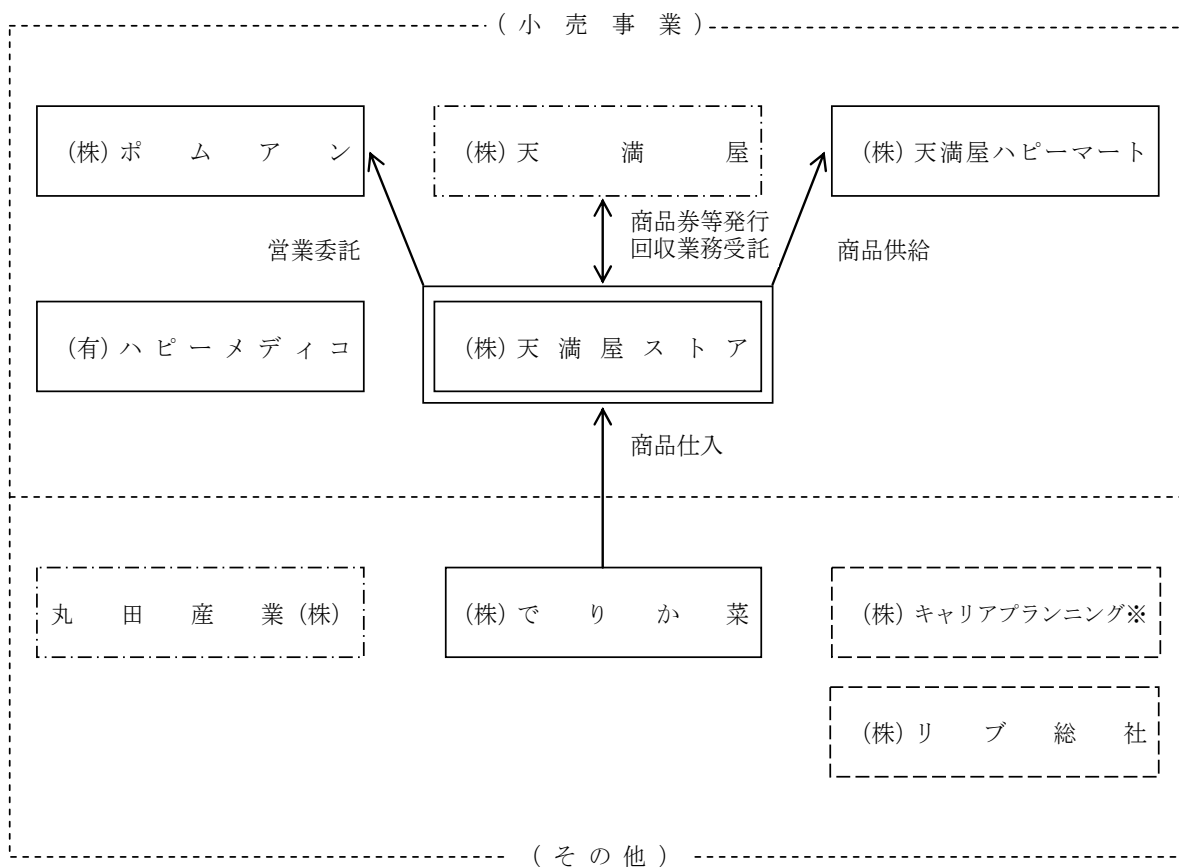 (小売事業)
(株)ポムアン
(株)天満屋
(株)天満屋ハピーマート
営業委託
商品券等発行
回収業務受託
商品供給
(有)ハピーメディコ
(株)天満屋ストア
商品仕入
丸田産業(株)
(株)でりか菜
(株)キャリアプランニング※
(株)リブ総社
(その他)